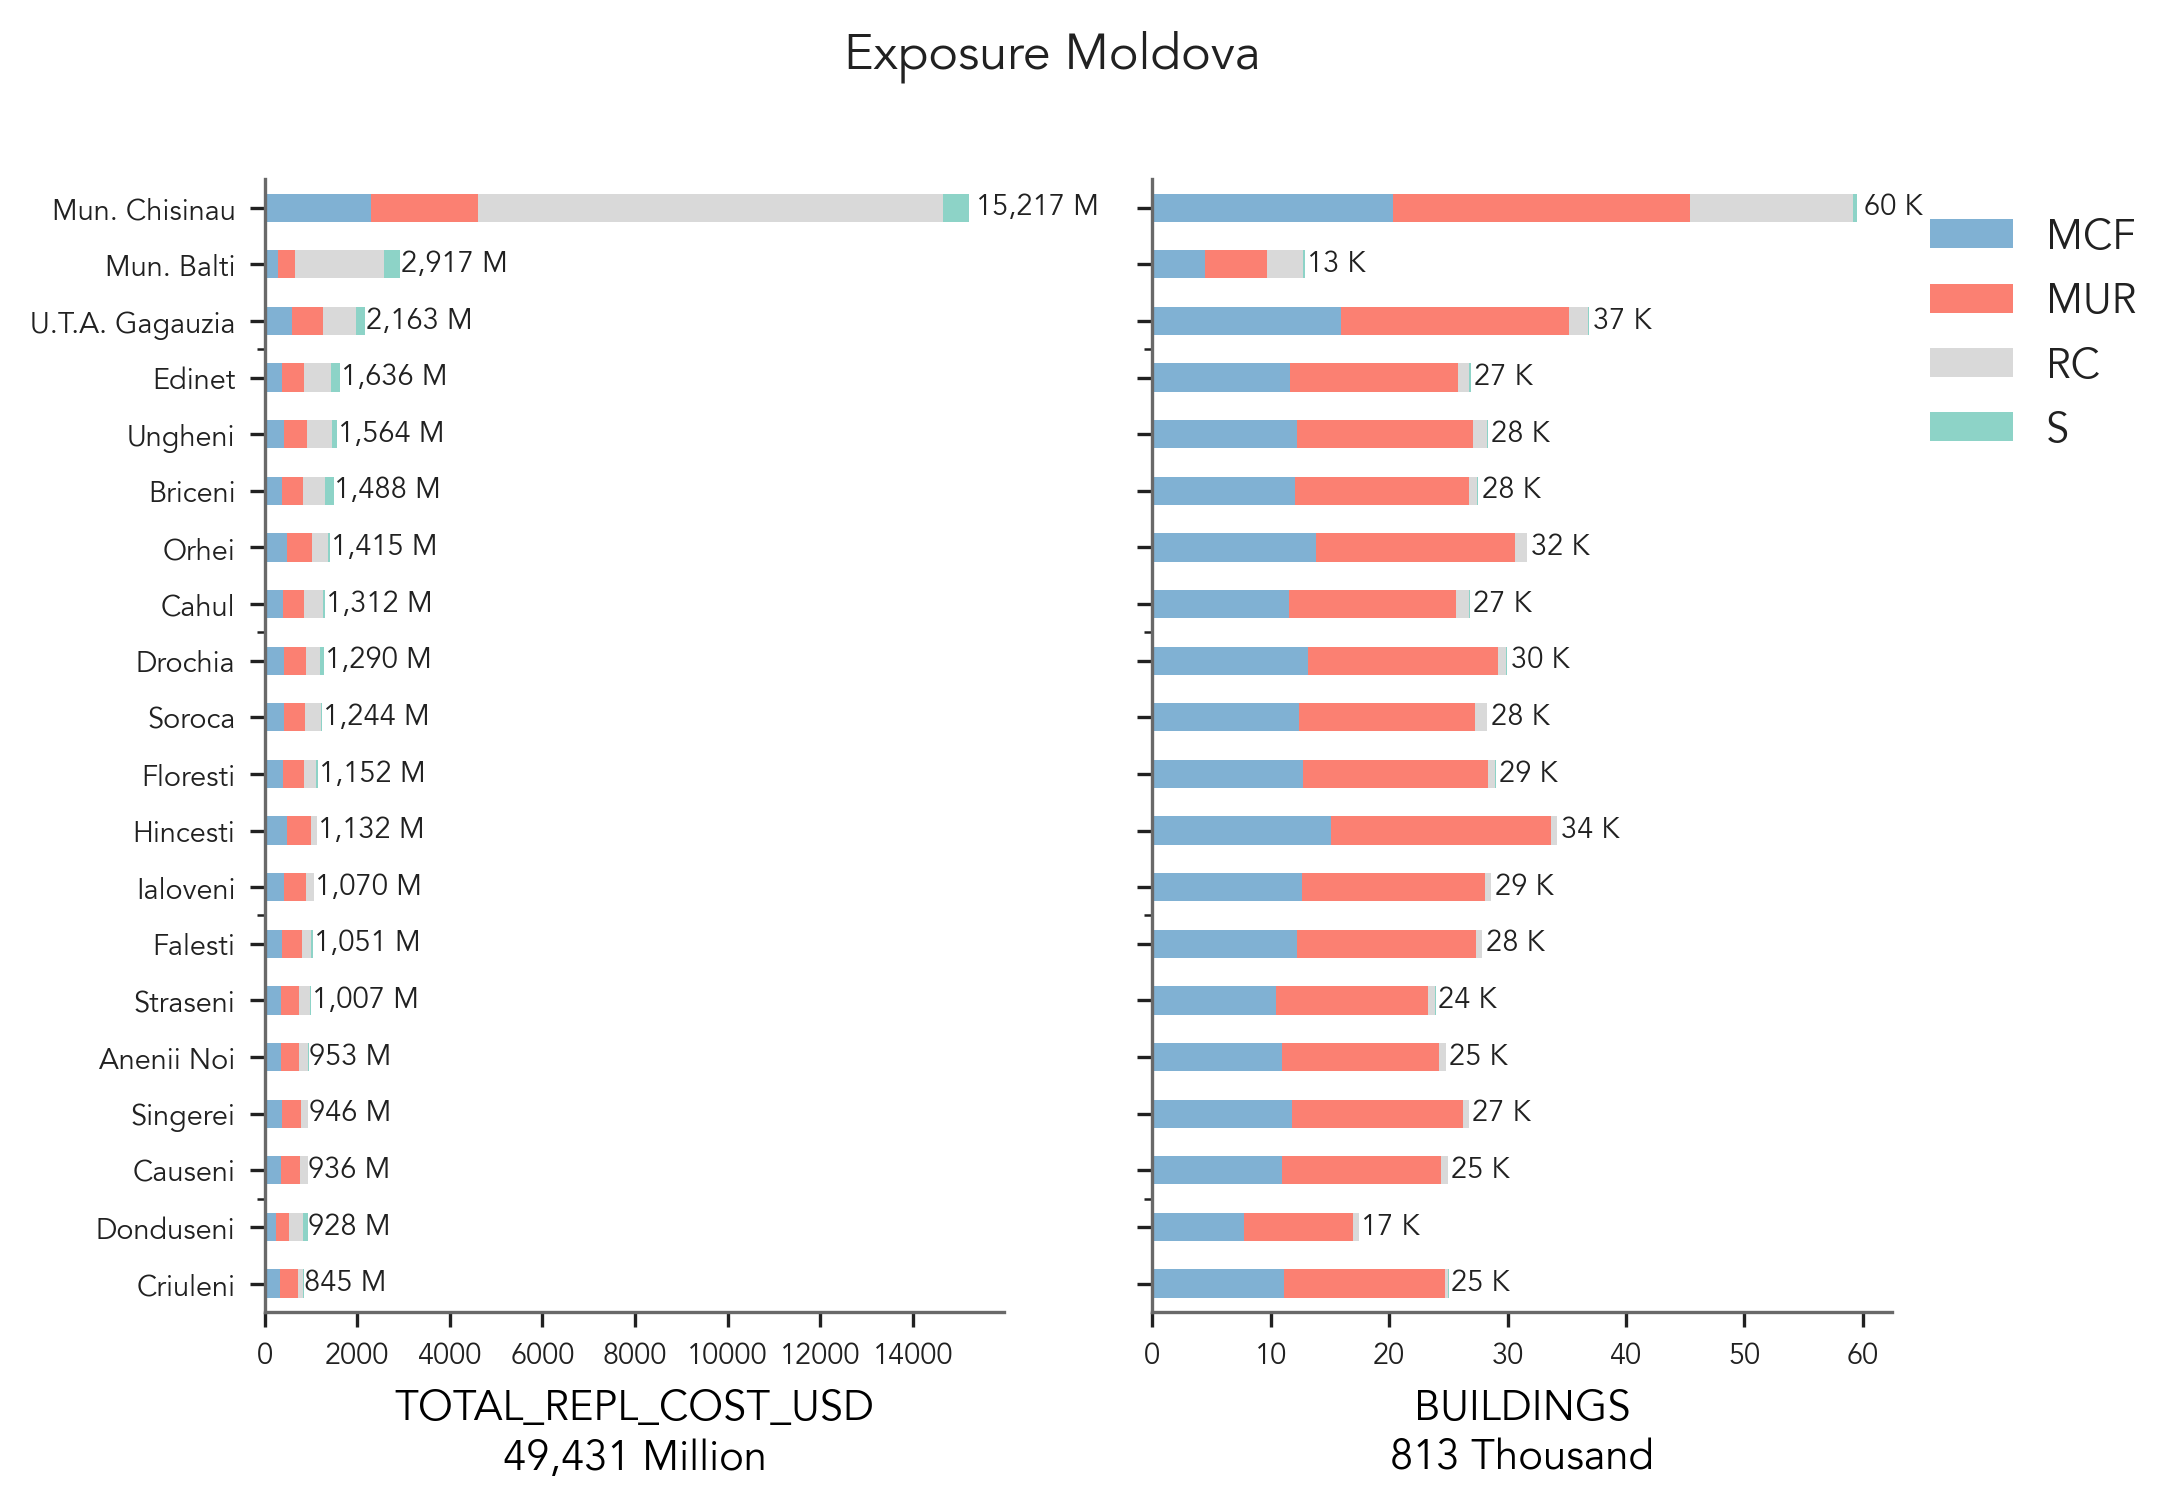 Exposure Moldova
Mun. Chisinau
Mun. Balti
U.T.A. Gagauzia
Edinet
Ungheni
Briceni
Orhei
Cahul
Drochia
Soroca
Floresti
Hincesti
Ialoveni
Falesti
Straseni
Anenii Noi
Singerei
Causeni
Donduseni
Criuleni
15,217 M
2,917 M
2,163 M
1,636 M
1,564 M
1,488 M
1,415 M
1,312 M
1,290 M
1,244 M
1,152 M
1,132 M
1,070 M
1,051 M
1,007 M
953 M
946 M
936 M
928 M
845 M
0 2000 4000 6000 8000 10000 12000 14000
TOTAL_REPL_COST_USD
49,431 Million
60 K
13 K
37 K
27 K
28 K
28 K
32 K
27 K
30 K
28 K
29 K
34 K
29 K
28 K
24 K
25 K
27 K
25 K
17 K
25 K
0 10 20 30 40 50 60
BUILDINGS
813 Thousand
MCF
MUR
RC
S